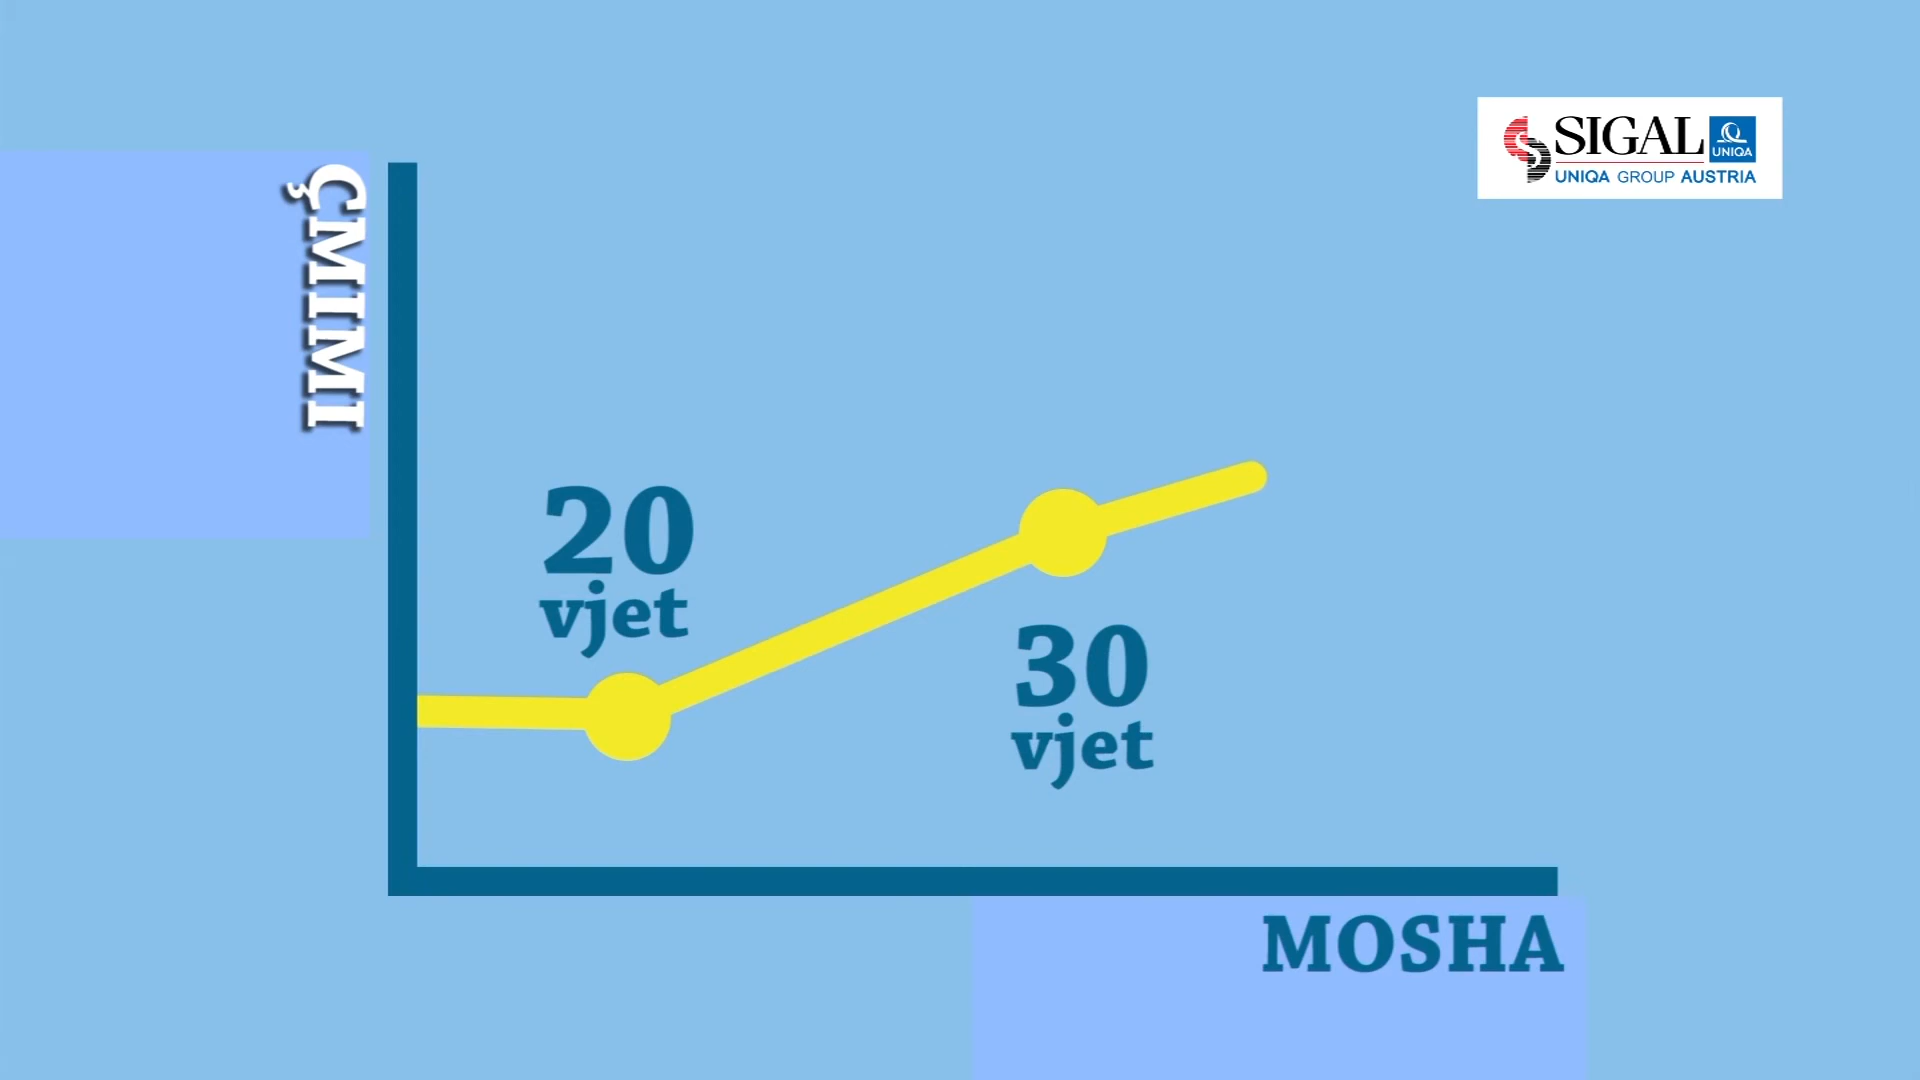 SIGAL
UNIQA
UNIQA GROUP AUSTRIA
ÇMIMI
20
vjet
30
vjet
MOSHA